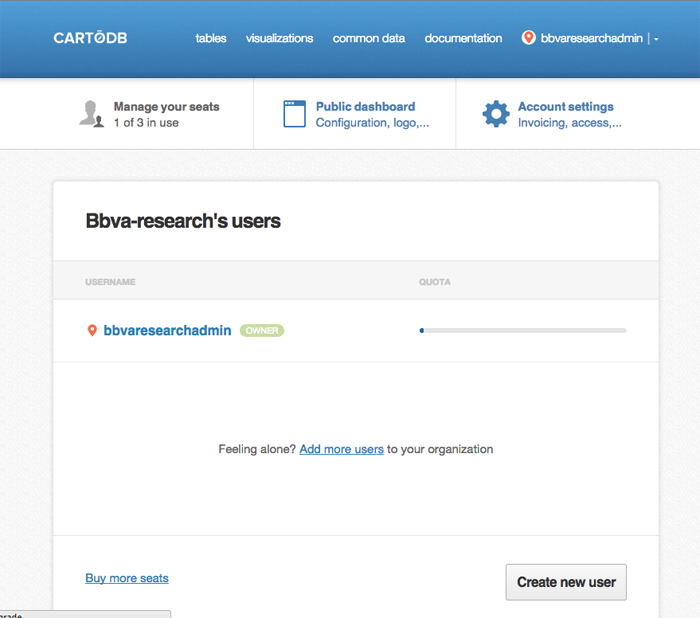 CARTODB tables visualizations common data documentation bbvaresearchadmin
Manage your seats
1 of 3 in use
Public dashboard
Configuration, logo,...
Account settings
Invoicing, access,...
Bbva-research's users
USERNAME QUOTA
bbvaresearchadmin OWNER
Feeling alone? Add more users to your organization
Buy more seats
Create new user